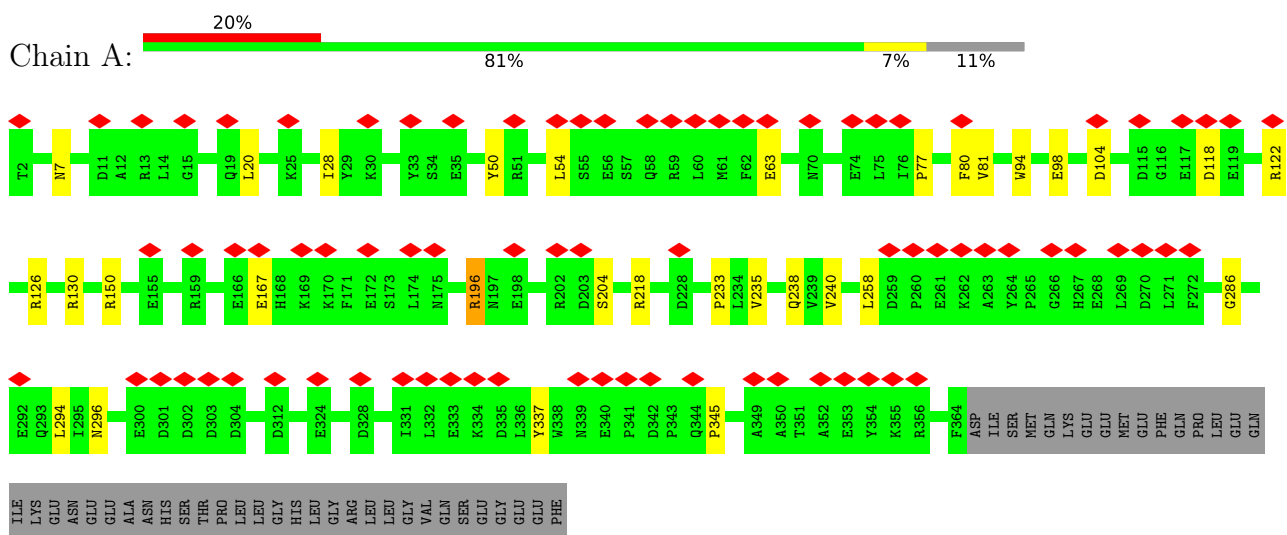 20%
Chain A:
81% 7% 11%
T2 N7 D11 A12 R13 L14 G15 Q19 L20 K25 I28 Y29 K30 Y33 S34 E35 Y50 R51 L54 S55 E56 S57 Q58 R59 L60 M61 F62 E63 N70 E74 L75 I76 P77 F80 V81 W94 E98 D104 D115 G116 E117 D118 E119 R122
R126 R130 R150 E155 R159 E166 E167 H168 K169 K170 F171 E172 S173 L174 N175 R196 N197 E198 R202 D203 S204 R218 D228 P233 L234 V235 Q238 V239 V240 L258 D259 P260 E261 K262 A263 Y264 P265 G266 H267 E268 L269 D270 L271 F272 G286
E292 Q293 L294 I295 N296 E300 D301 D302 D303 D304 D312 E324 D328 I331 L332 E333 K334 D335 L336 Y337 W338 N339 E340 P341 D342 P343 Q344 P345 A349 A350 T351 A352 E353 Y354 K355 R356 F364 ASP ILE SER MET GLN LYS GLU GLU MET GLU PHE GLN PRO LEU GLU GLN
ILE LYS GLU ASN GLU GLU ALA ASN HIS SER THR PRO LEU LEU GLY HIS LEU GLY ARG LEU LEU GLY VAL GLN SER GLU GLY GLU GLU PHE